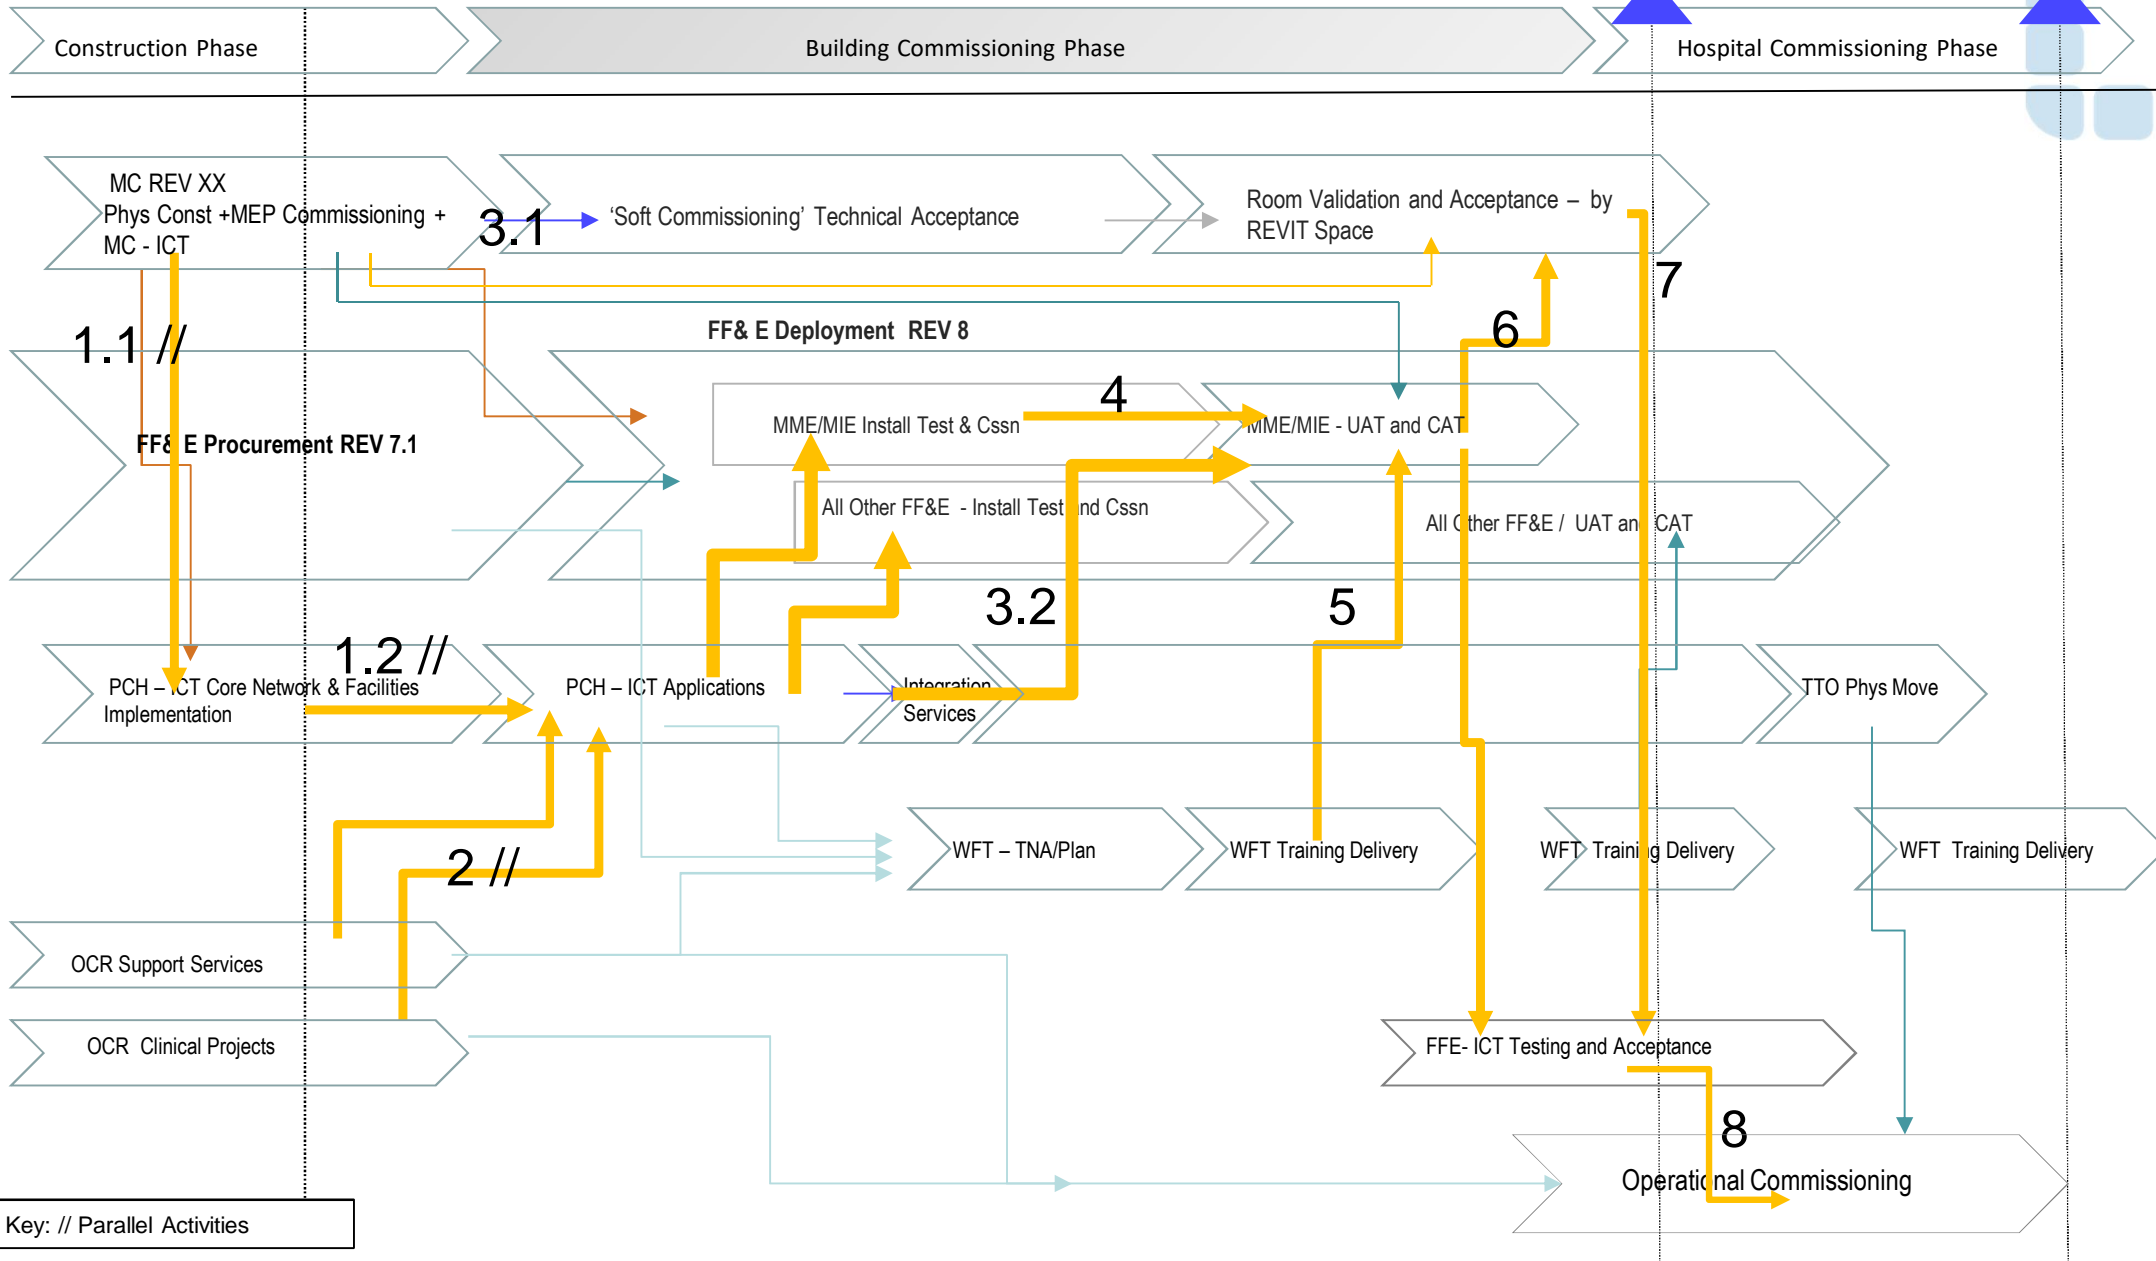 Construction Phase
Building Commissioning Phase
Hospital Commissioning Phase
MC REV XX
Phys Const +MEP Commissioning +
MC - ICT
3.1
‘Soft Commissioning’ Technical Acceptance
Room Validation and Acceptance – by
REVIT Space
7
1.1 //
FF& E Deployment REV 8
6
4
MME/MIE Install Test & Cssn
MME/MIE - UAT and CAT
FF& E Procurement REV 7.1
All Other FF&E - Install Test and Cssn
All Other FF&E / UAT and CAT
3.2
5
1.2 //
PCH – ICT Core Network & Facilities
Implementation
PCH – ICT Applications
Integration
Services
TTO Phys Move
2 //
WFT – TNA/Plan
WFT Training Delivery
WFT Training Delivery
WFT Training Delivery
OCR Support Services
OCR Clinical Projects
FFE- ICT Testing and Acceptance
8
Operational Commissioning
Key: // Parallel Activities